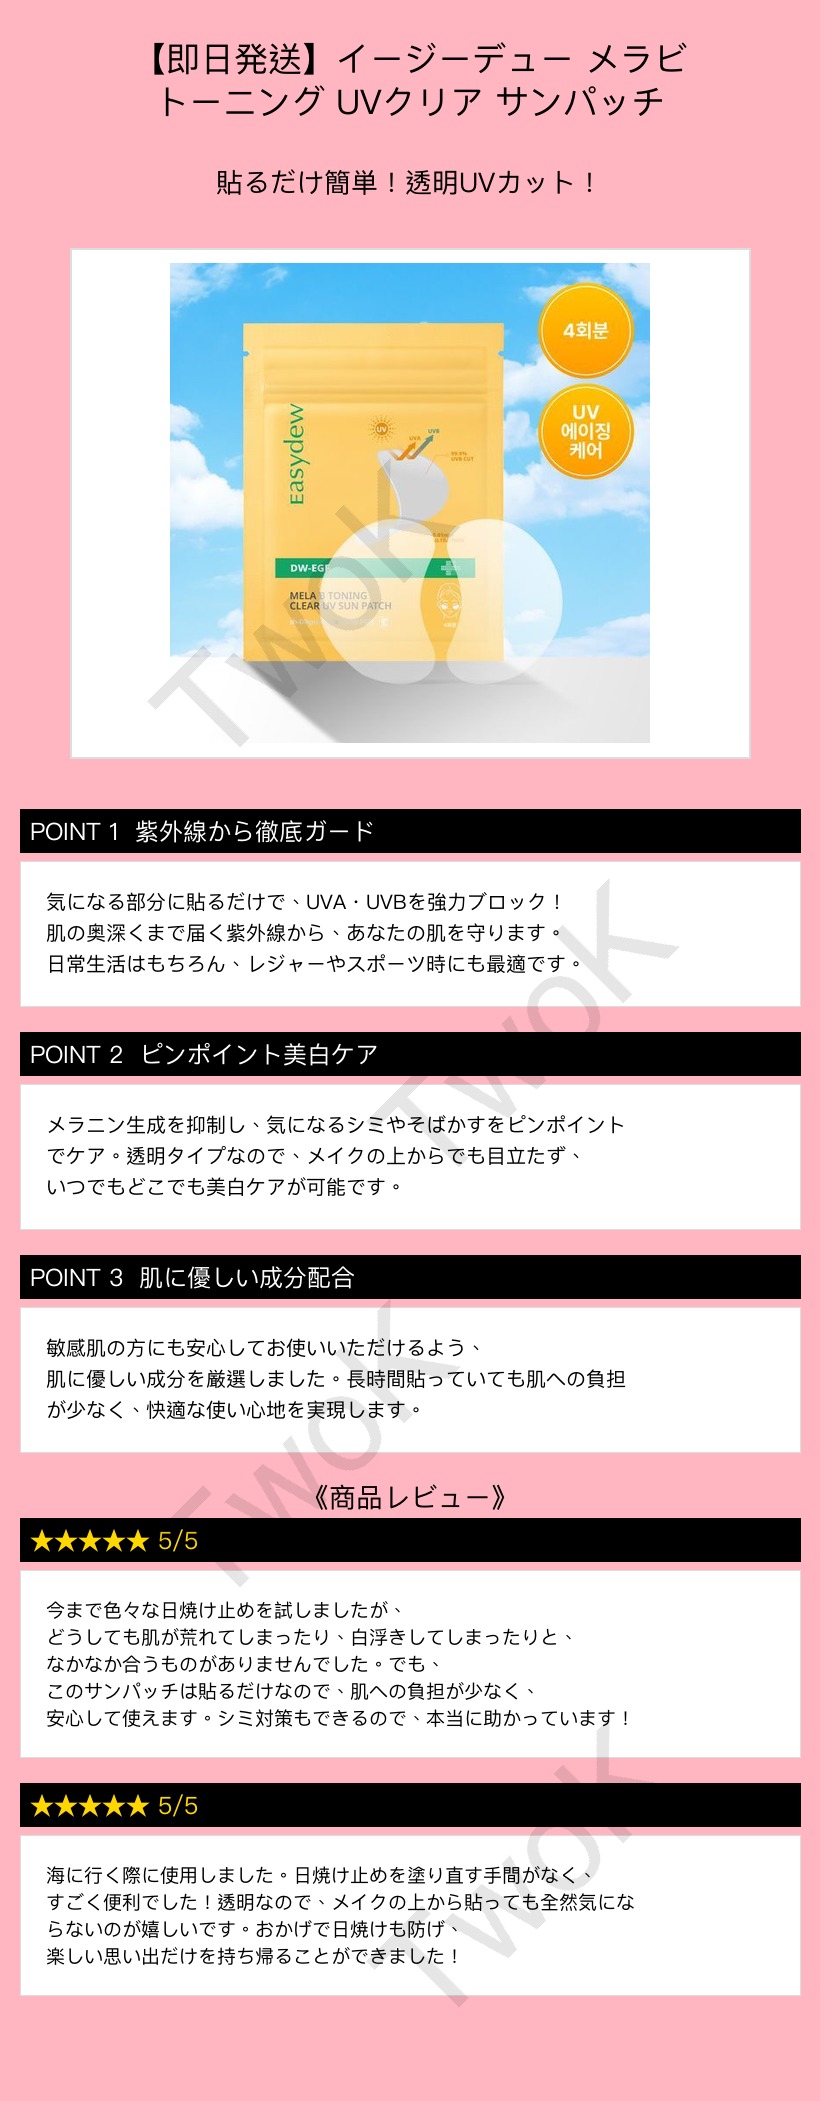 【即日発送】イージーデュー メラビ
トーニング UVクリア サンパッチ
貼るだけ簡単！透明UVカット！
4회분
UV
에이징
케어
Easydew
UV
UVA
UVB
99.9%
UVB CUT
DW-EGF
MELA B TONING
CLEAR UV SUN PATCH
TwoK
POINT 1 紫外線から徹底ガード
気になる部分に貼るだけで、UVA・UVBを強力ブロック！
肌の奥深くまで届く紫外線から、あなたの肌を守ります。
日常生活はもちろん、レジャーやスポーツ時にも最適です。
TwoK
POINT 2 ピンポイント美白ケア
メラニン生成を抑制し、気になるシミやそばかすをピンポイント
でケア。透明タイプなので、メイクの上からでも目立たず、
いつでもどこでも美白ケアが可能です。
POINT 3 肌に優しい成分配合
敏感肌の方にも安心してお使いいただけるよう、
肌に優しい成分を厳選しました。長時間貼っていても肌への負担
が少なく、快適な使い心地を実現します。
TwoK
《商品レビュー》
★★★★★ 5/5
今まで色々な日焼け止めを試しましたが、
どうしても肌が荒れてしまったり、白浮きしてしまったりと、
なかなか合うものがありませんでした。でも、
このサンパッチは貼るだけなので、肌への負担が少なく、
安心して使えます。シミ対策もできるので、本当に助かっています！
★★★★★ 5/5
海に行く際に使用しました。日焼け止めを塗り直す手間がなく、
すごく便利でした！透明なので、メイクの上から貼っても全然気にな
らないのが嬉しいです。おかげで日焼けも防げ、
楽しい思い出だけを持ち帰ることができました！
TwoK